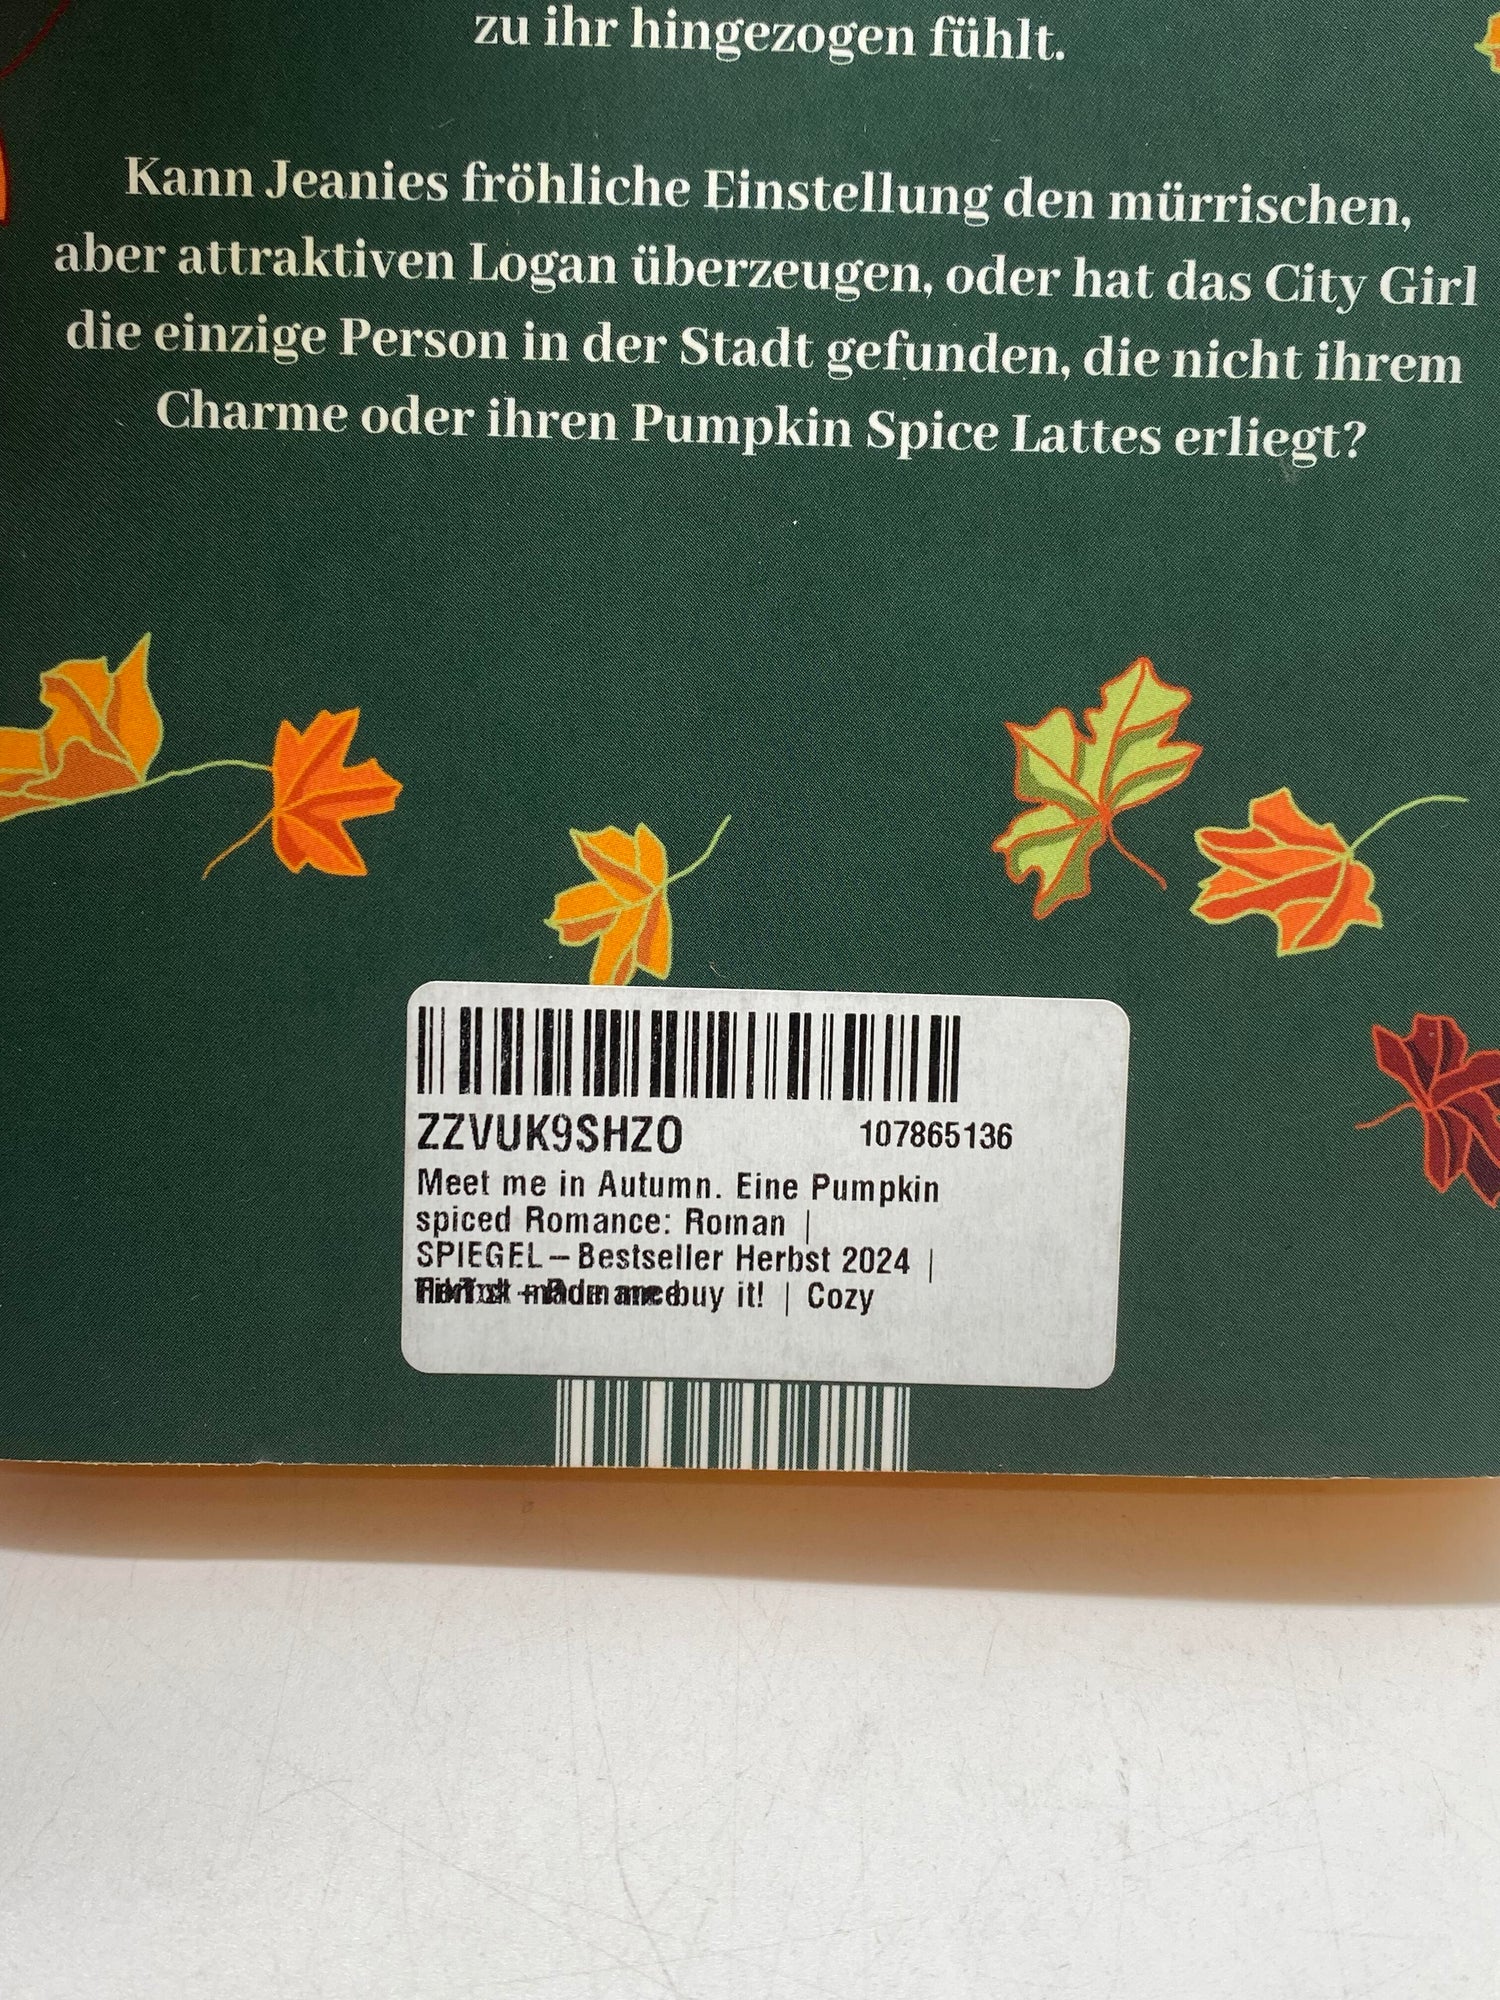 zu ihr hingezogen fühlt.
Kann Jeanies fröhliche Einstellung den mürrischen,
aber attraktiven Logan überzeugen, oder hat das City Girl
die einzige Person in der Stadt gefunden, die nicht ihrem
Charme oder ihren Pumpkin Spice Lattes erliegt?
ZZVUK9SHZO 107865136
Meet me in Autumn. Eine Pumpkin
spiced Romance: Roman |
SPIEGEL-Bestseller Herbst 2024 |
buy it! | Cozy